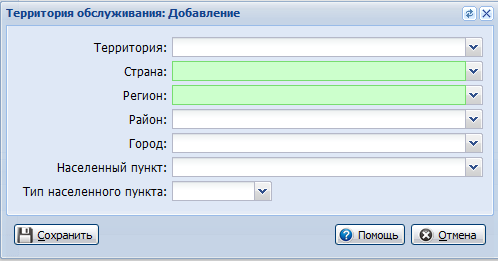 Территория обслуживания: Добавление
Территория:
Страна:
Регион:
Район:
Город:
Населенный пункт:
Тип населенного пункта:
Сохранить Помощь Отмена